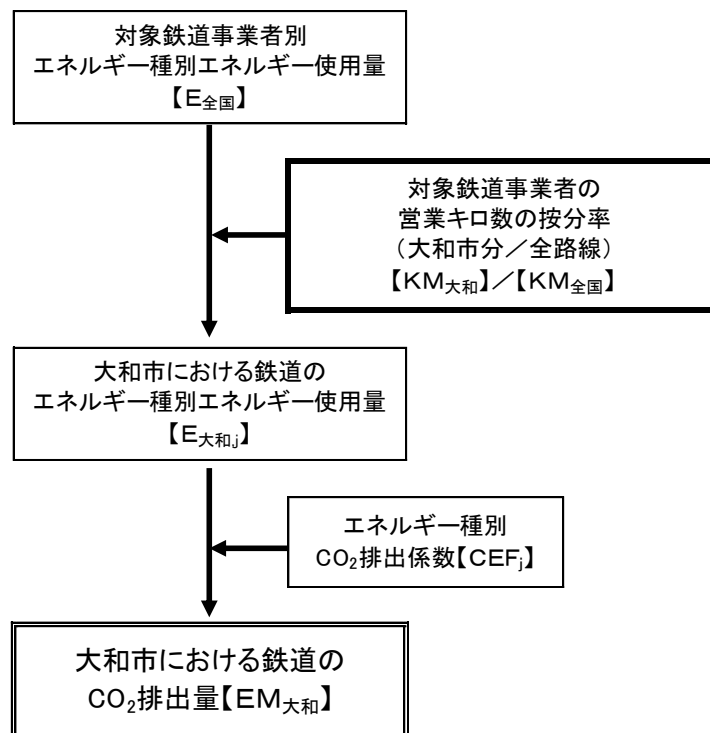 対象鉄道事業者別
エネルギー種別エネルギー使用量
【E全国】
対象鉄道事業者の
営業キロ数の按分率
（大和市分／全路線）
【KM大和】／【KM全国】
大和市における鉄道の
エネルギー種別エネルギー使用量
【E大和,j】
エネルギー種別
CO₂排出係数【CEFj】
大和市における鉄道の
CO₂排出量【EM大和】